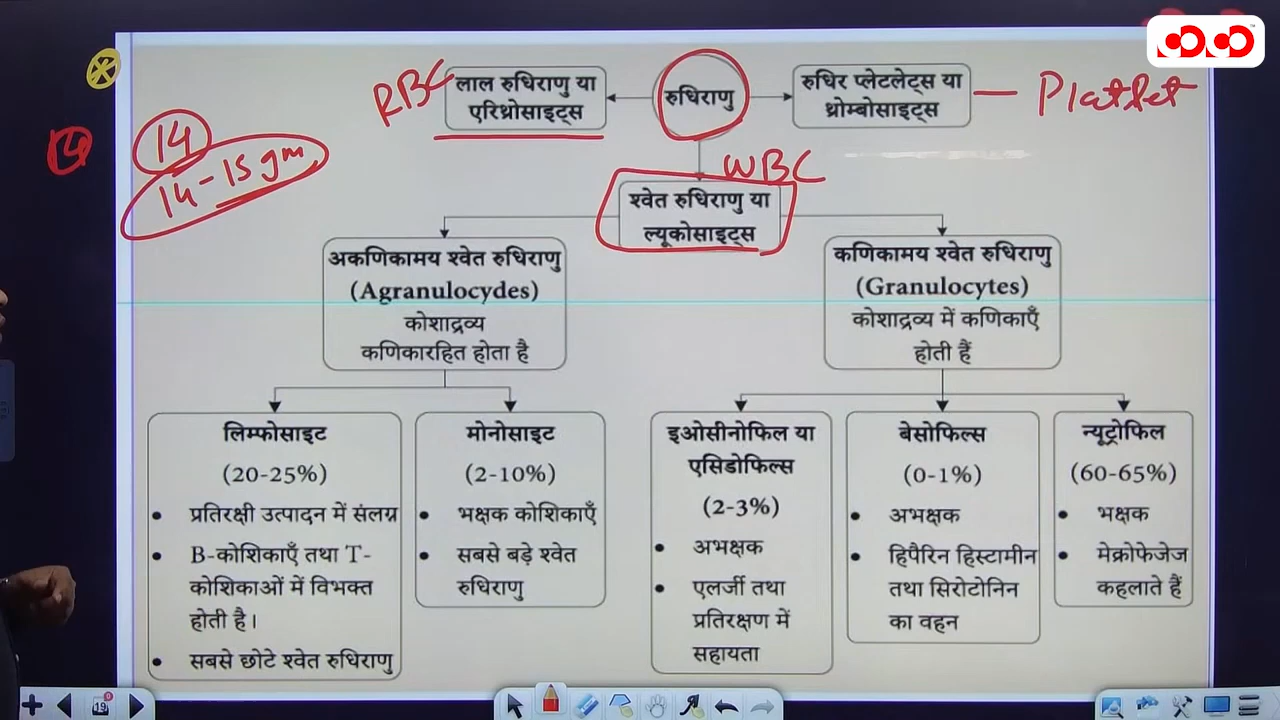 RBC
लाल रुधिराणु या
एरिथ्रोसाइट्स
रुधिराणु
रुधिर प्लेटलेट्स या
थ्रोम्बोसाइट्स
Platlet
14
14
14-15 gm
WBC
श्वेत रुधिराणु या
ल्यूकोसाइट्स
अकणिकामय श्वेत रुधिराणु
(Agranulocydes)
कोशाद्रव्य
कणिकारहित होता है
कणिकामय श्वेत रुधिराणु
(Granulocytes)
कोशाद्रव्य में कणिकाएँ
होती हैं
लिम्फोसाइट
(20-25%)
• प्रतिरक्षी उत्पादन में संलग्न
• B-कोशिकाएँ तथा T-
कोशिकाओं में विभक्त
होती है।
• सबसे छोटे श्वेत रुधिराणु
मोनोसाइट
(2-10%)
• भक्षक कोशिकाएँ
• सबसे बड़े श्वेत
रुधिराणु
इओसीनोफिल या
एसिडोफिल्स
(2-3%)
• अभक्षक
• एलर्जी तथा
प्रतिरक्षण में
सहायता
बेसोफिल्स
(0-1%)
• अभक्षक
• हिपैरिन हिस्टामीन
तथा सिरोटोनिन
का वहन
न्यूट्रोफिल
(60-65%)
• भक्षक
• मेक्रोफेजेज
कहलाते हैं
19